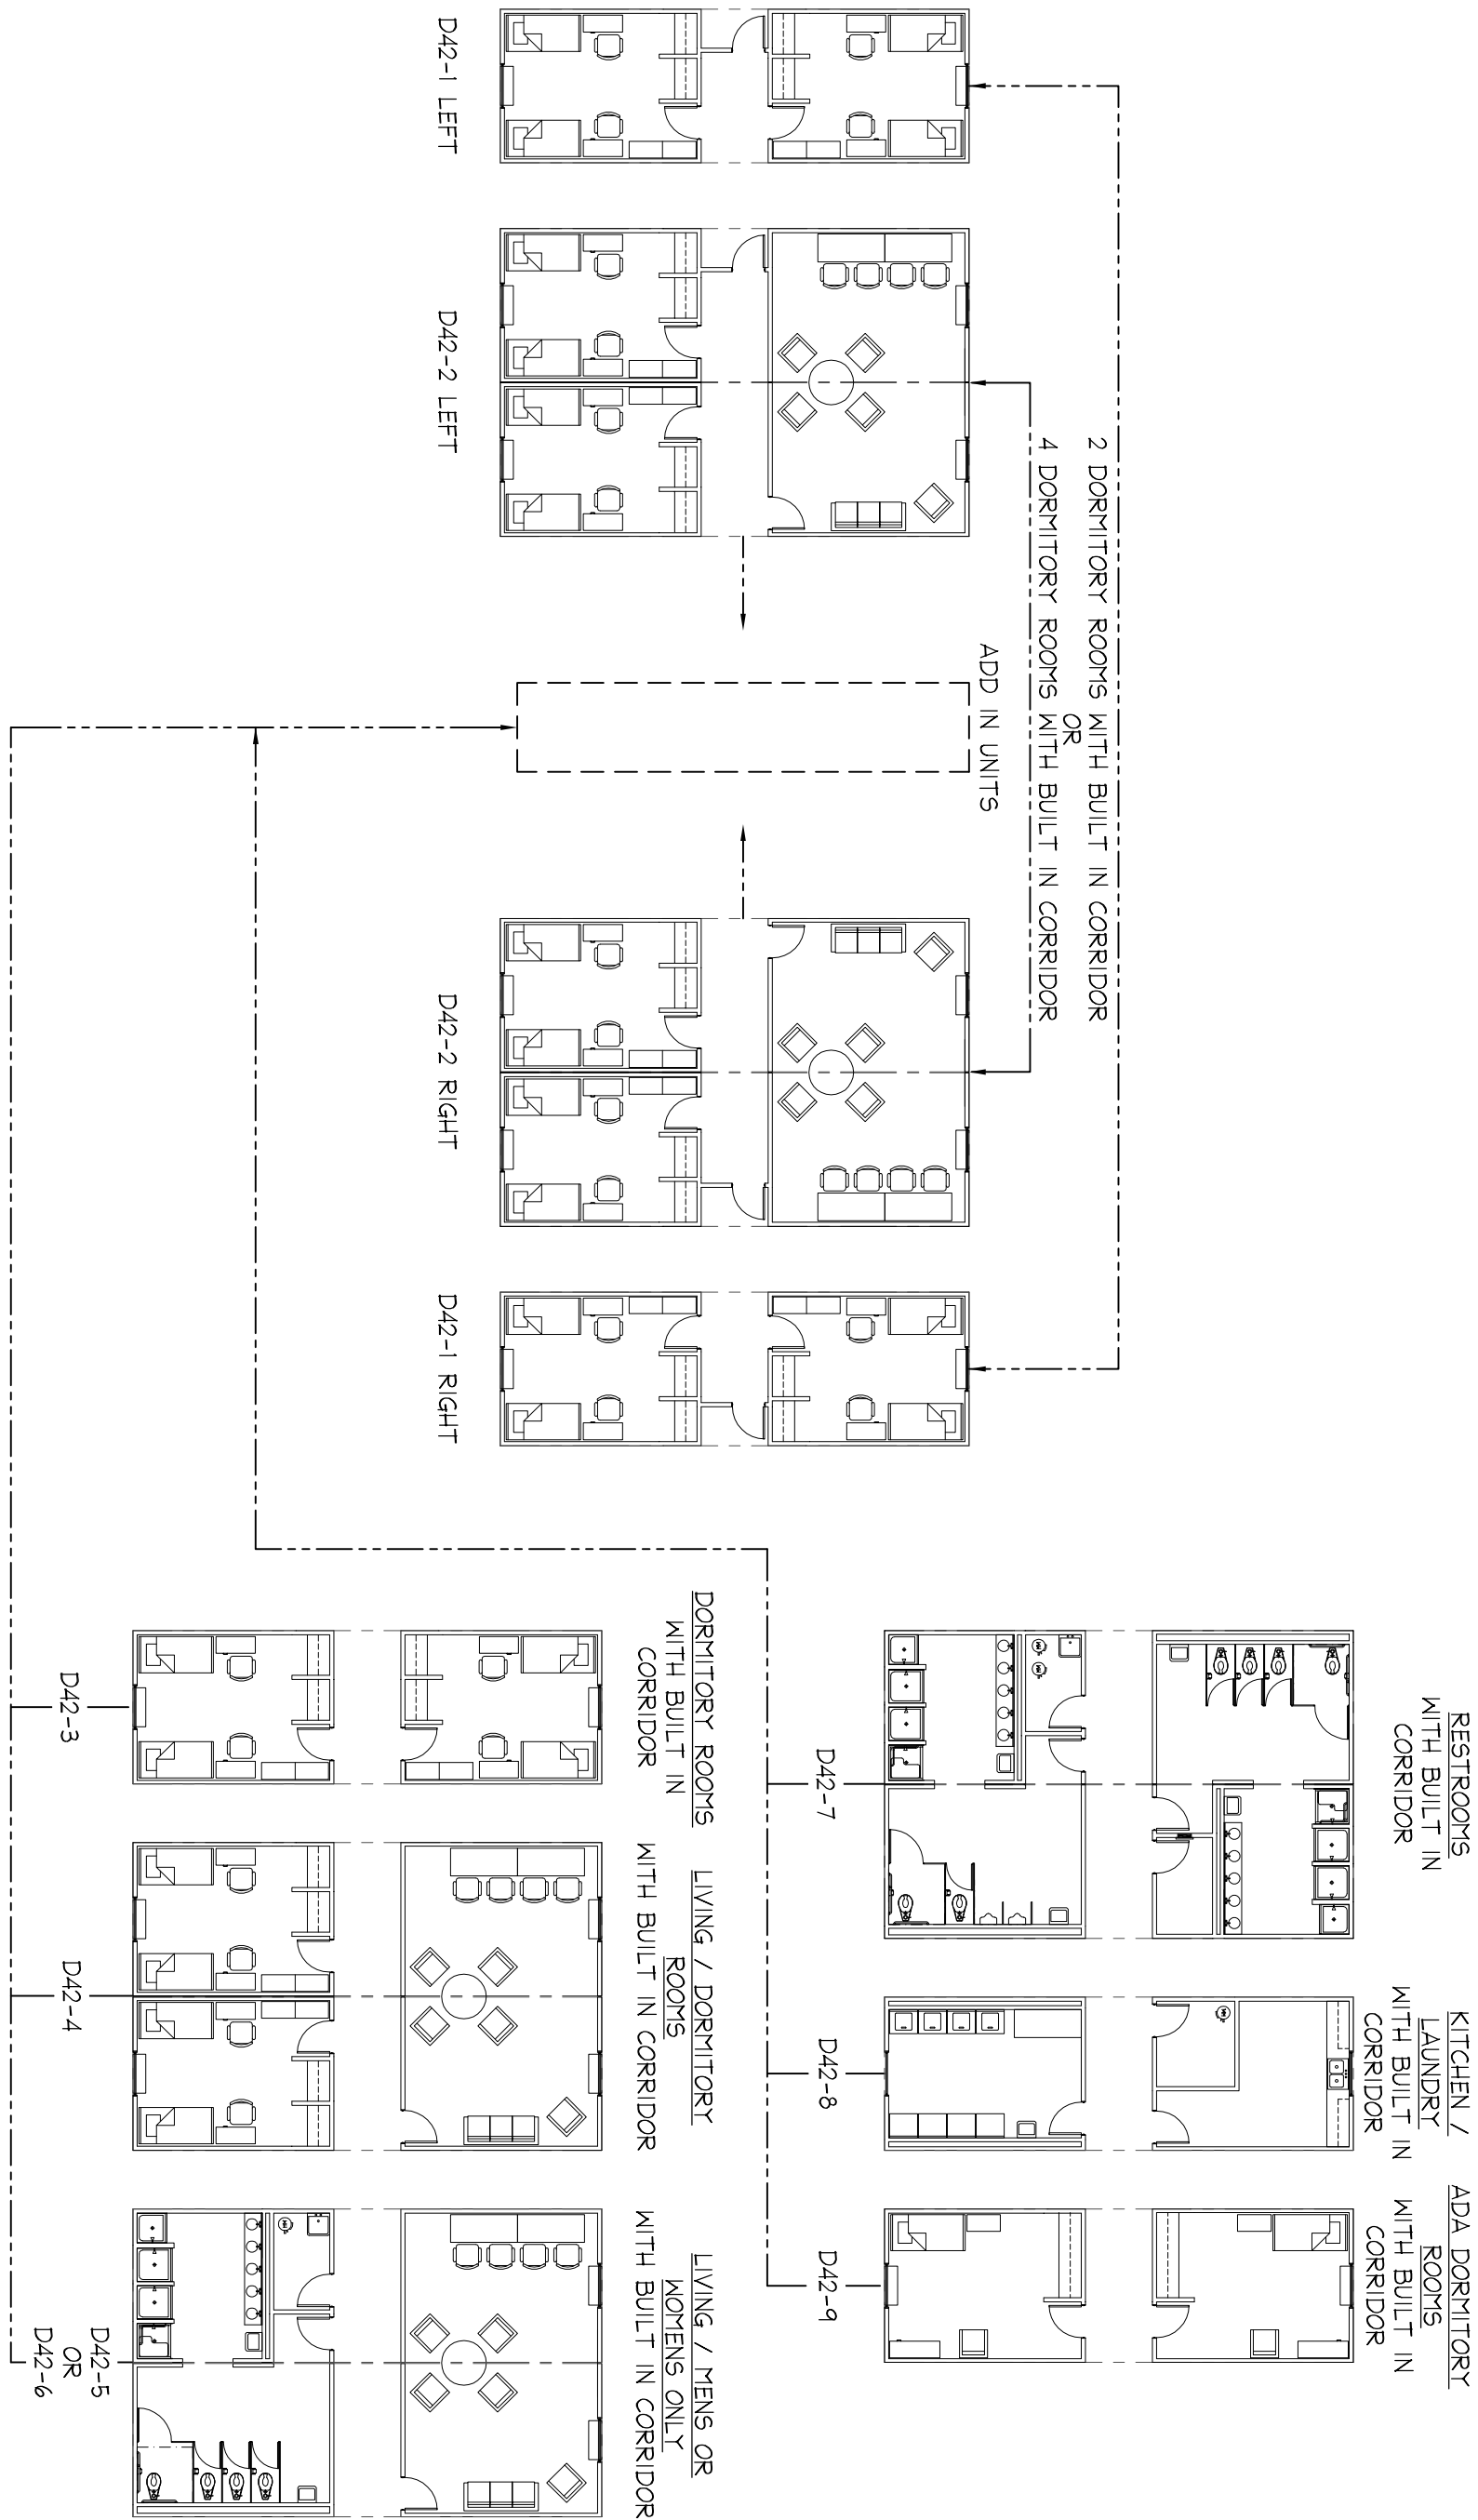 2 DORMITORY ROOMS WITH BUILT IN CORRIDOR
OR
4 DORMITORY ROOMS WITH BUILT IN CORRIDOR
ADD IN UNITS
D42-1 LEFT
D42-2 LEFT
D42-2 RIGHT
D42-1 RIGHT
RESTROOMS
WITH BUILT IN
CORRIDOR
KITCHEN /
LAUNDRY
WITH BUILT IN
CORRIDOR
ADA DORMITORY
ROOMS
WITH BUILT IN
CORRIDOR
D42-7
D42-8
D42-9
DORMITORY ROOMS
WITH BUILT IN
CORRIDOR
LIVING / DORMITORY
ROOMS
WITH BUILT IN CORRIDOR
LIVING / MENS OR
WOMENS ONLY
WITH BUILT IN CORRIDOR
D42-3
D42-4
D42-5
OR
D42-6